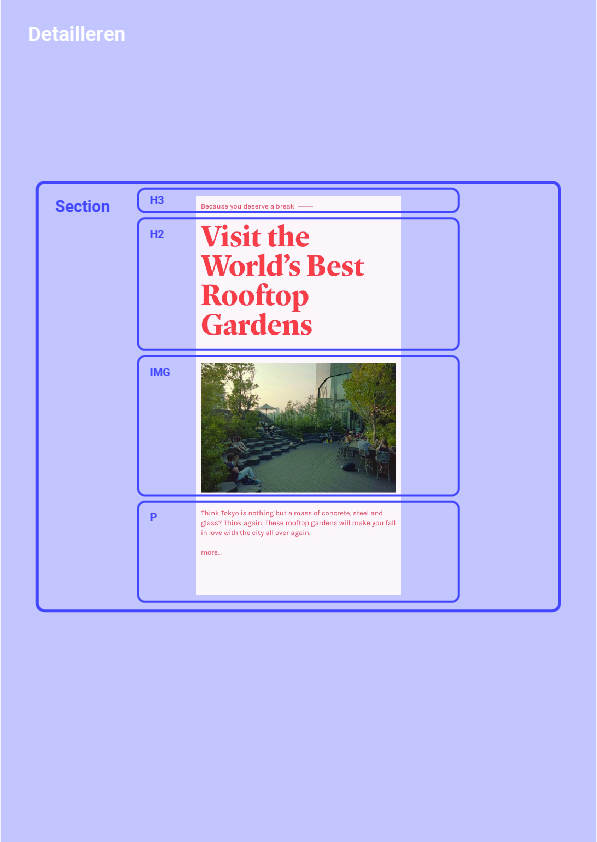 Detailleren
Section
H3
Because you deserve a break
H2
Visit the
World's Best
Rooftop
Gardens
IMG
P
Think Tokyo is nothing but a mass of concrete, steel and
glass? Think again. These rooftop gardens will make you fall
in love with the city all over again.
more...